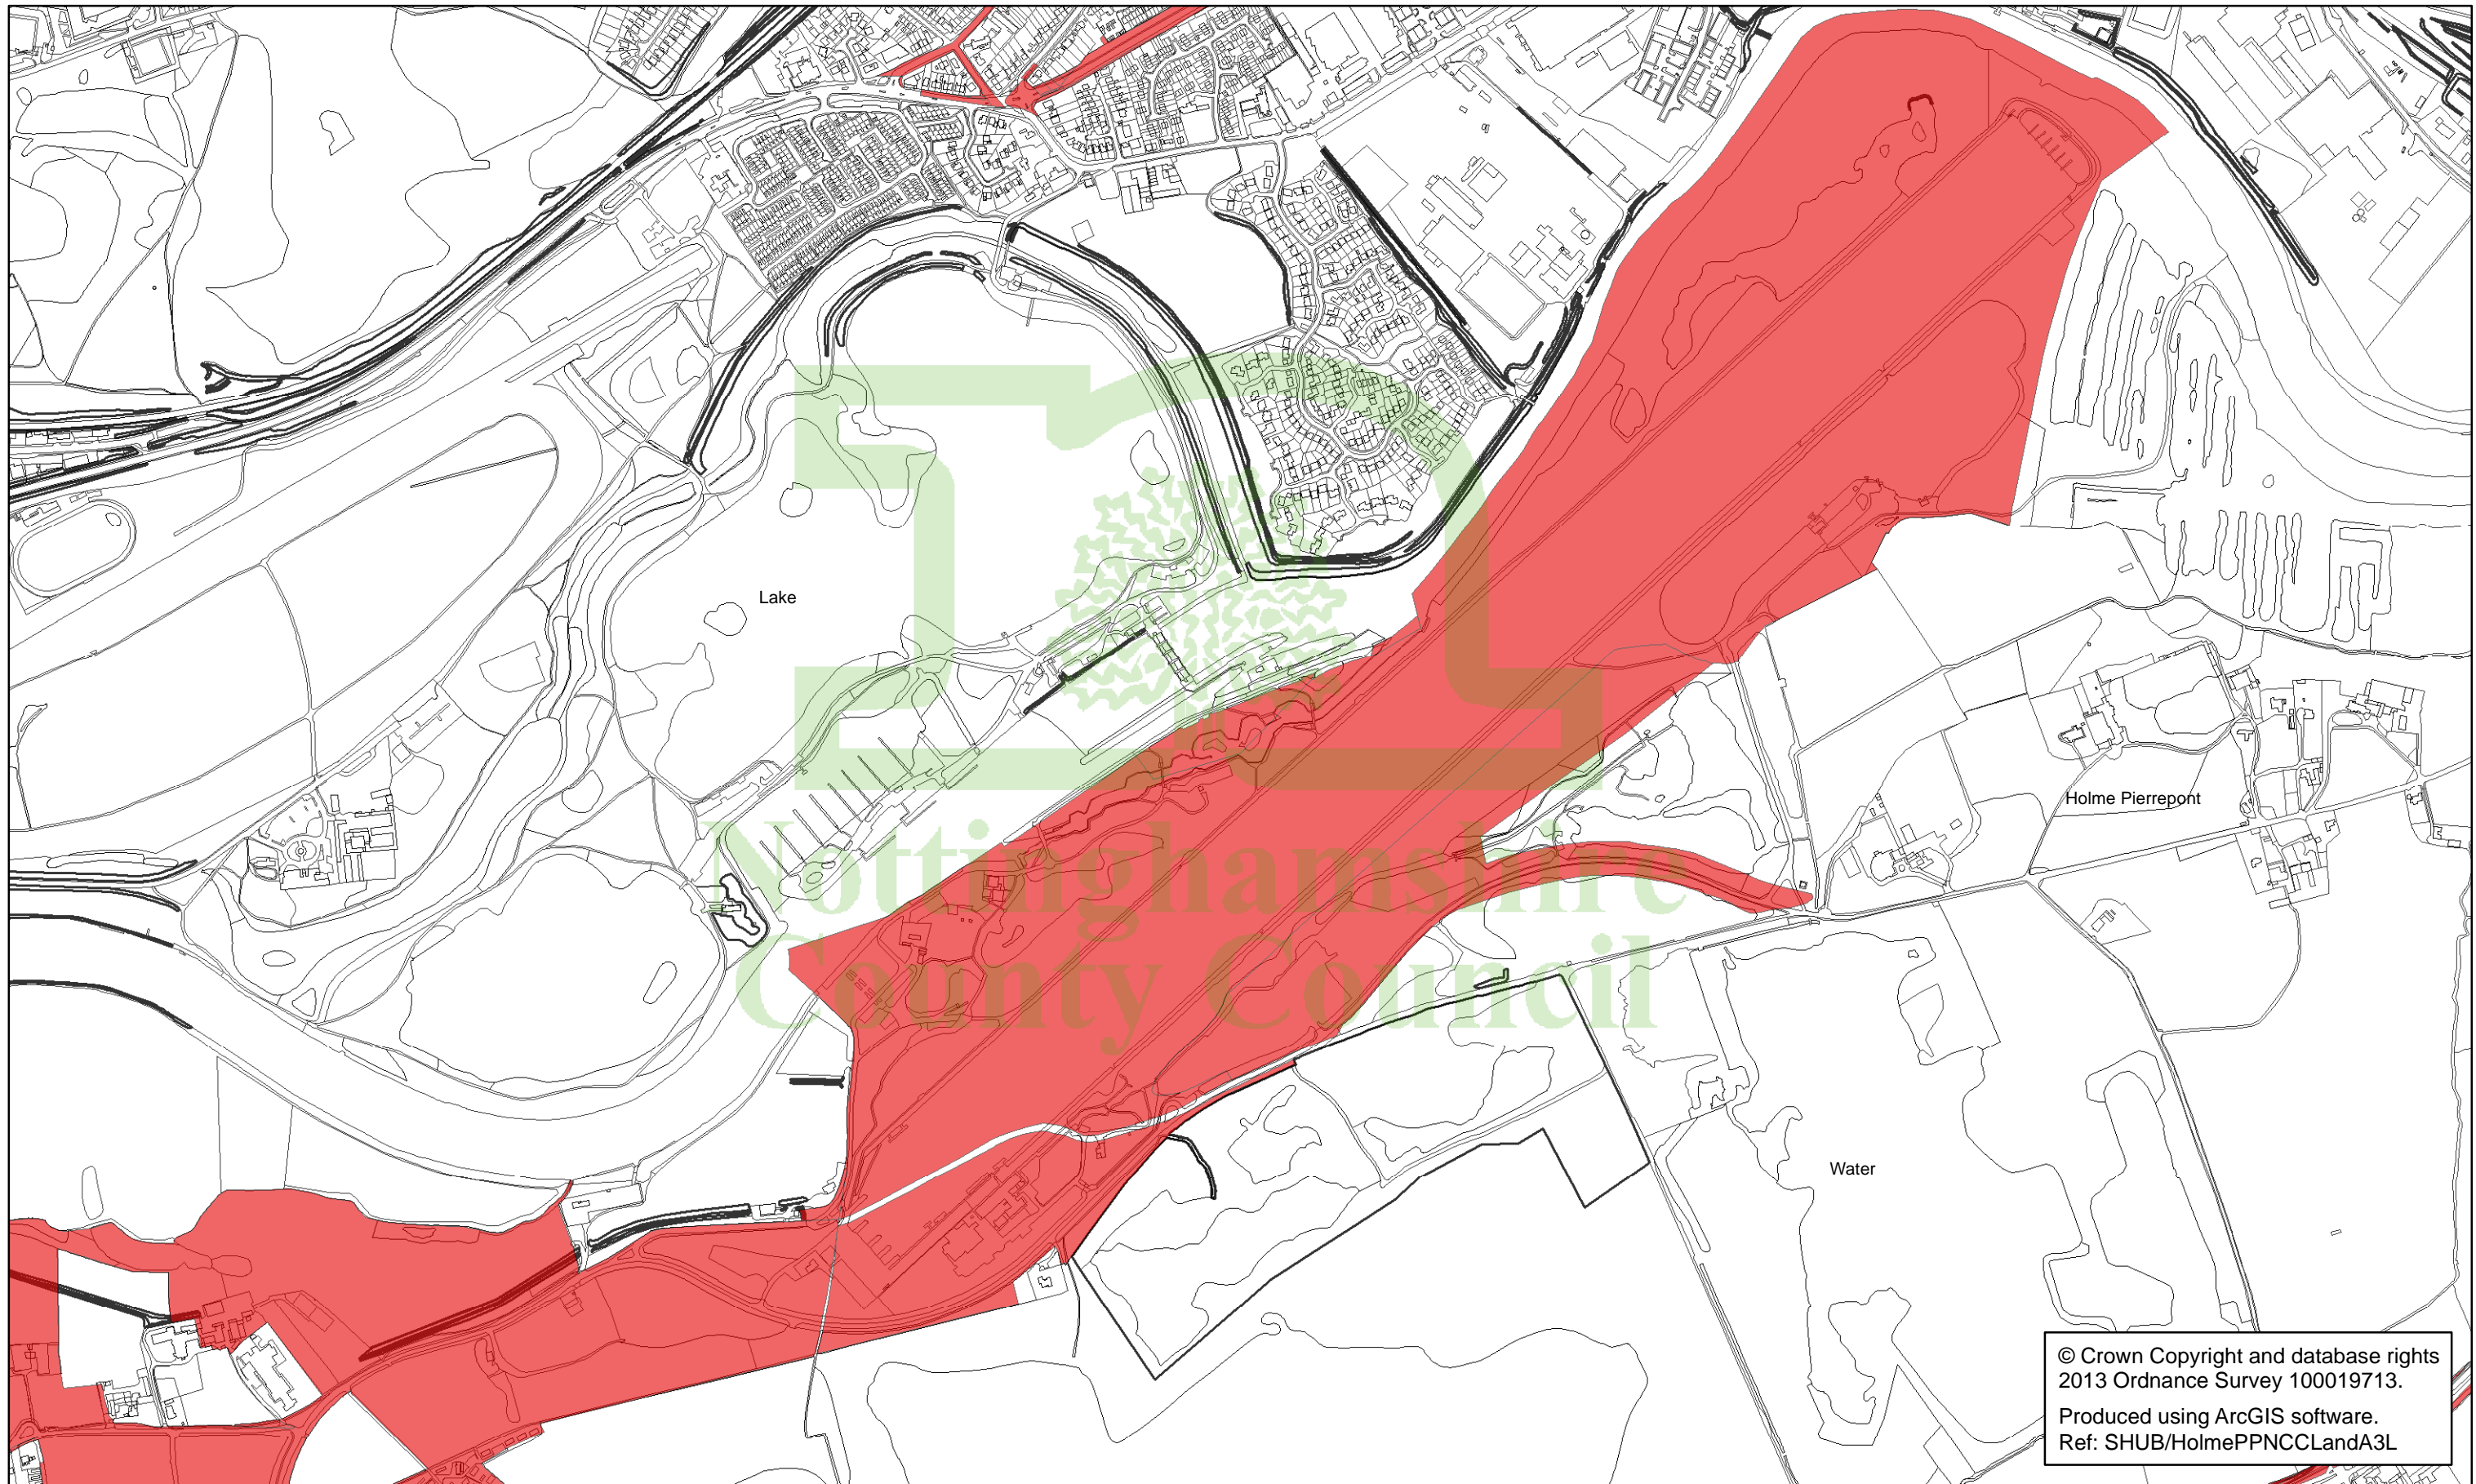 Lake
Nottinghamshire
County Council
Holme Pierrepont
Water
© Crown Copyright and database rights
2013 Ordnance Survey 100019713.
Produced using ArcGIS software.
Ref: SHUB/HolmePPNCCLandA3L